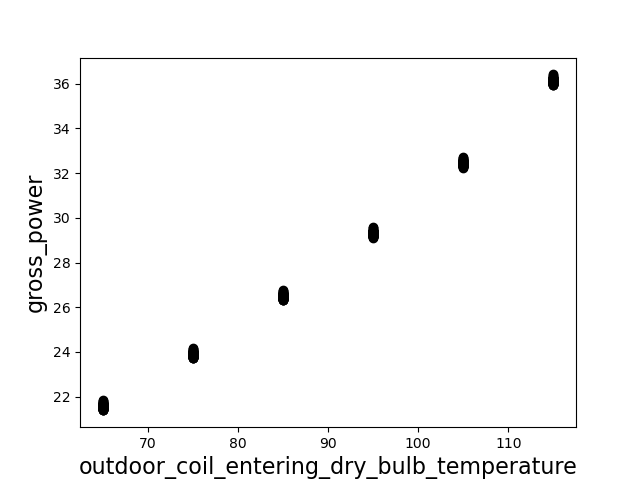 36
34
32
30
28
26
24
22
gross_power
70 80 90 100 110
outdoor_coil_entering_dry_bulb_temperature